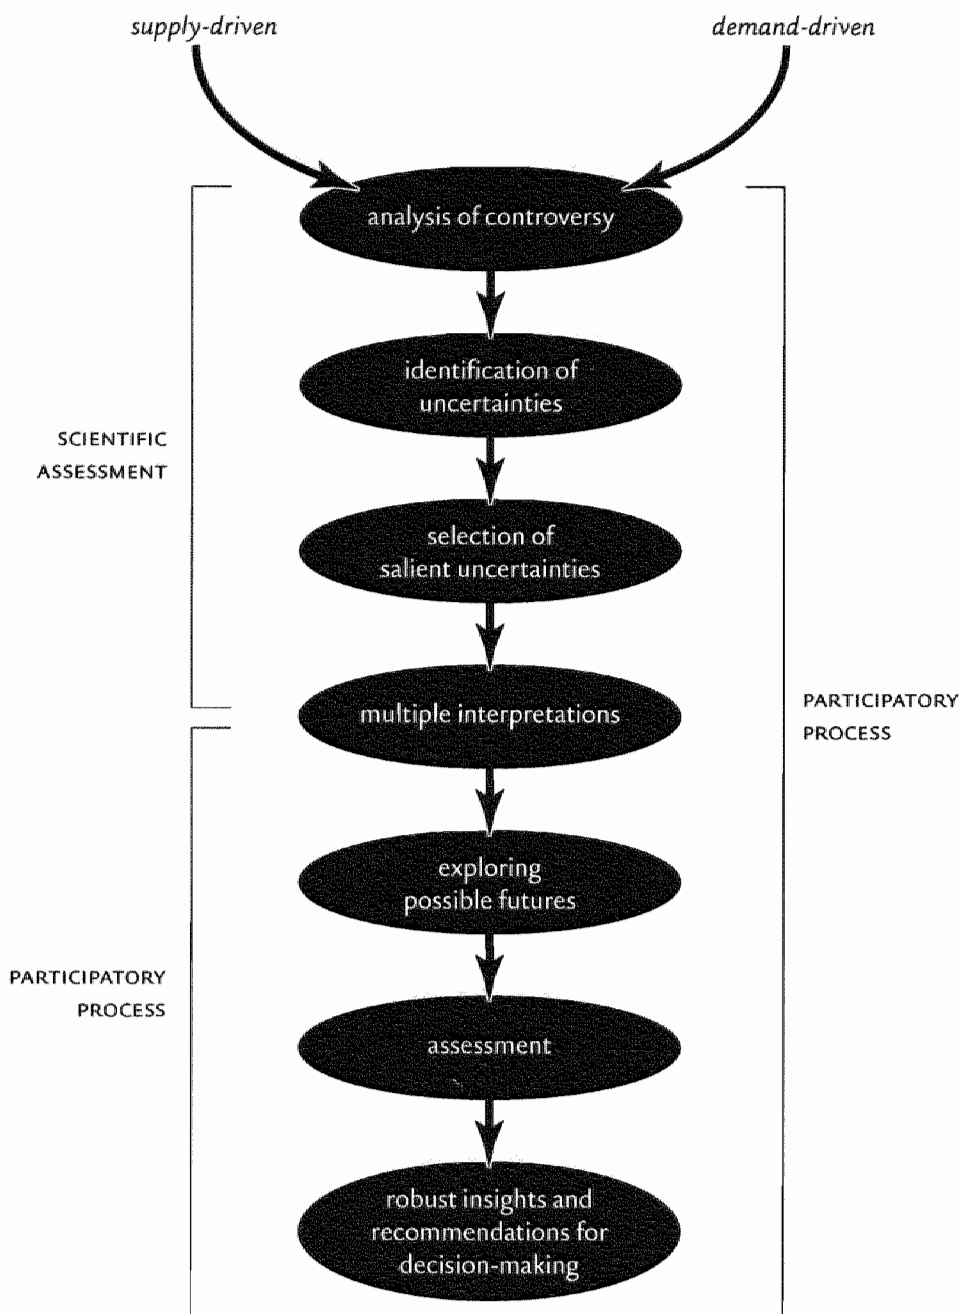 supply-driven
demand-driven
analysis of controversy
identification of
uncertainties
SCIENTIFIC
ASSESSMENT
selection of
salient uncertainties
multiple interpretations
PARTICIPATORY
PROCESS
exploring
possible futures
PARTICIPATORY
PROCESS
assessment
robust insights and
recommendations for
decision-making